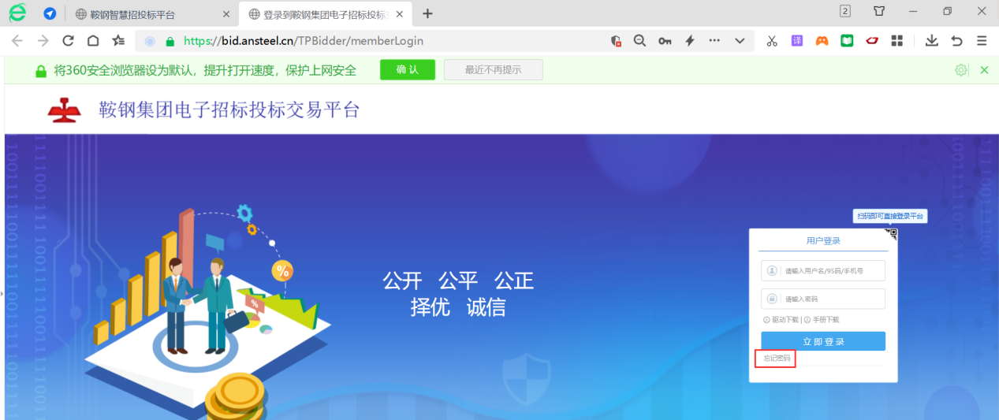 鞍钢智慧招投标平台
登录到鞍钢集团电子招标投标
2
https://bid.ansteel.cn/TPBidder/memberLogin
译
将360安全浏览器设为默认，提升打开速度，保护上网安全
确认
最近不再提示
鞍钢集团电子招标投标交易平台
扫码即可直接登录平台
用户登录
请输入用户名/95码/手机号
请输入密码
驱动下载 | 手册下载
立即登录
忘记密码
公开 公平 公正
择优 诚信
%
%